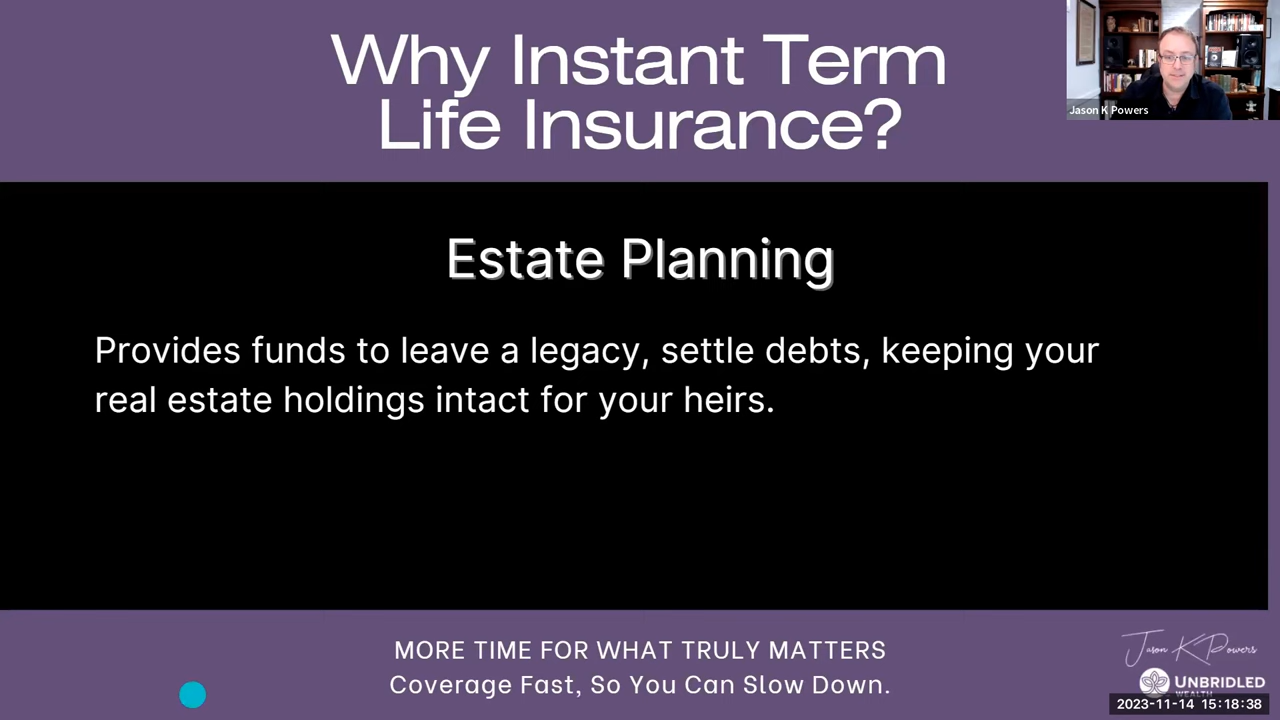 Why Instant Term
Life Insurance?
Jason K Powers
Estate Planning
Provides funds to leave a legacy, settle debts, keeping your
real estate holdings intact for your heirs.
MORE TIME FOR WHAT TRULY MATTERS
Coverage Fast, So You Can Slow Down.
Jason K Powers
UNBRIDLED
WEALTH
2023-11-14 15:18:38